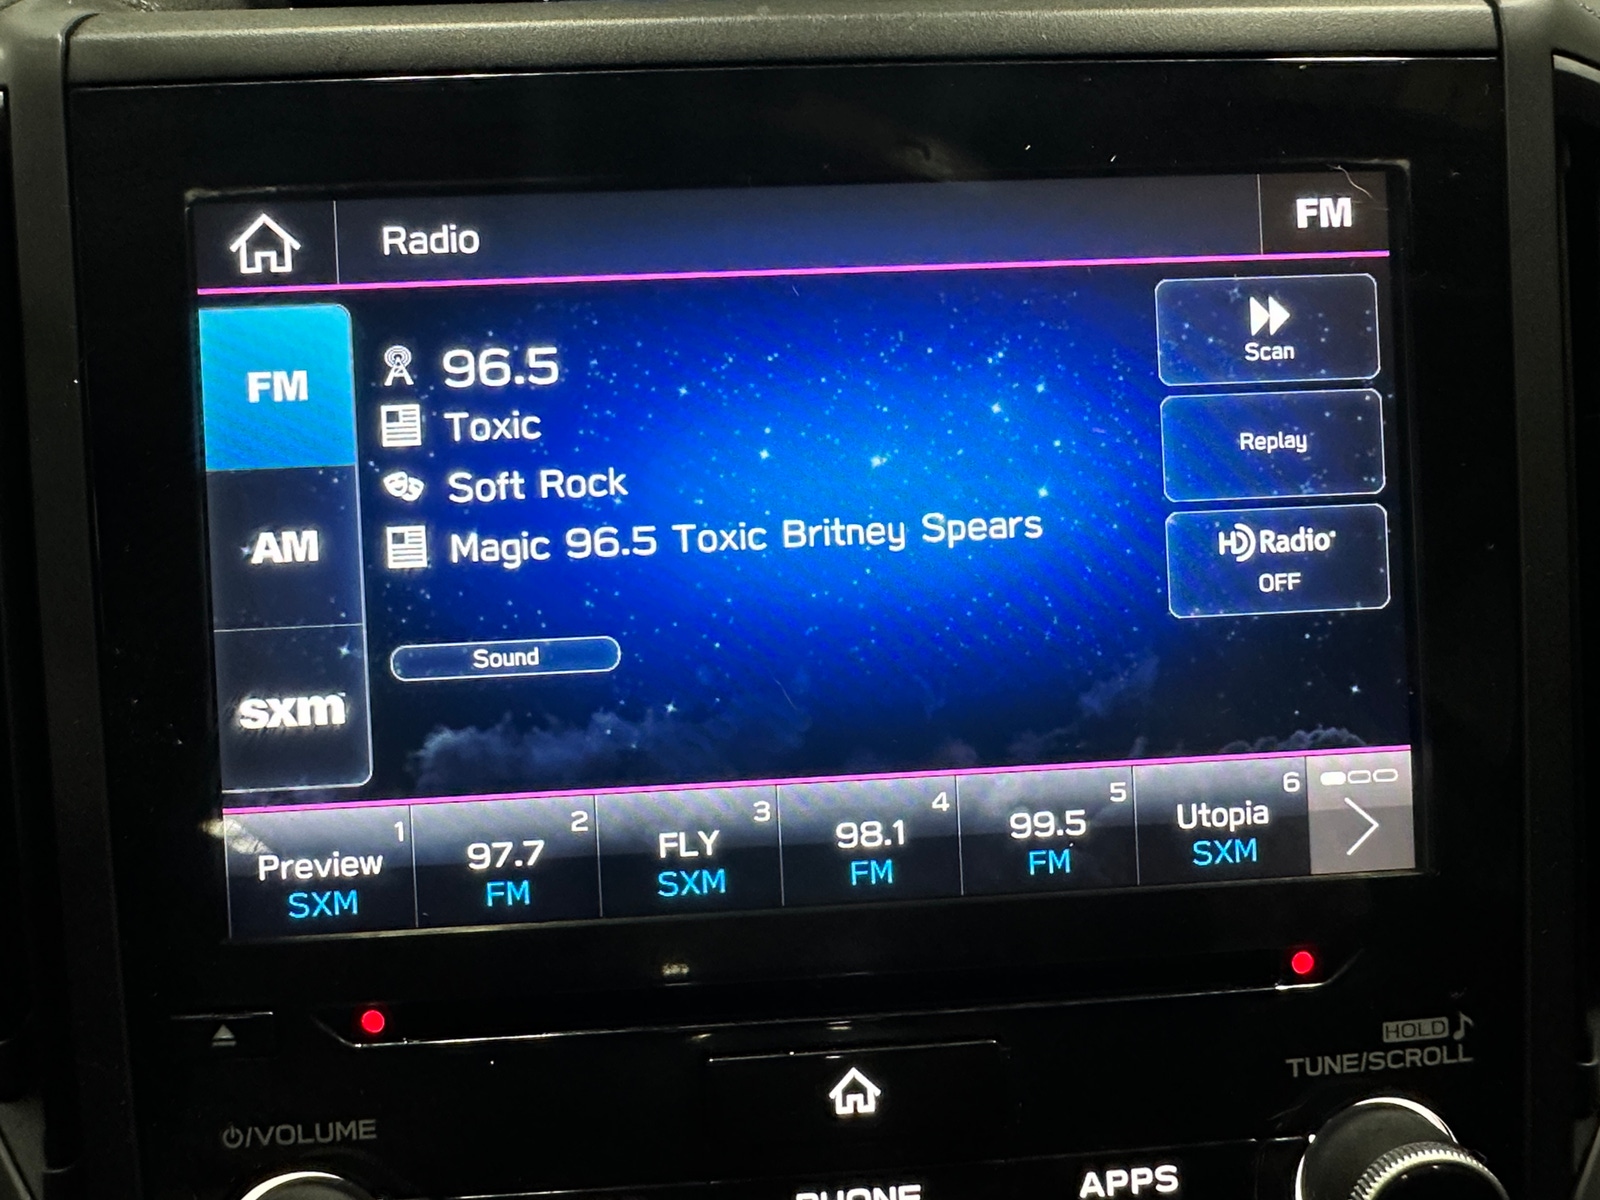 Radio
FM
FM
AM
sxm
96.5
Toxic
Soft Rock
Magic 96.5 Toxic Britney Spears
Sound
Scan
Replay
HD Radio
OFF
1
Preview
SXM
2
97.7
FM
3
FLY
SXM
4
98.1
FM
5
99.5
FM
6
Utopia
SXM
HOLD
TUNE/SCROLL
/VOLUME
PHONE
APPS